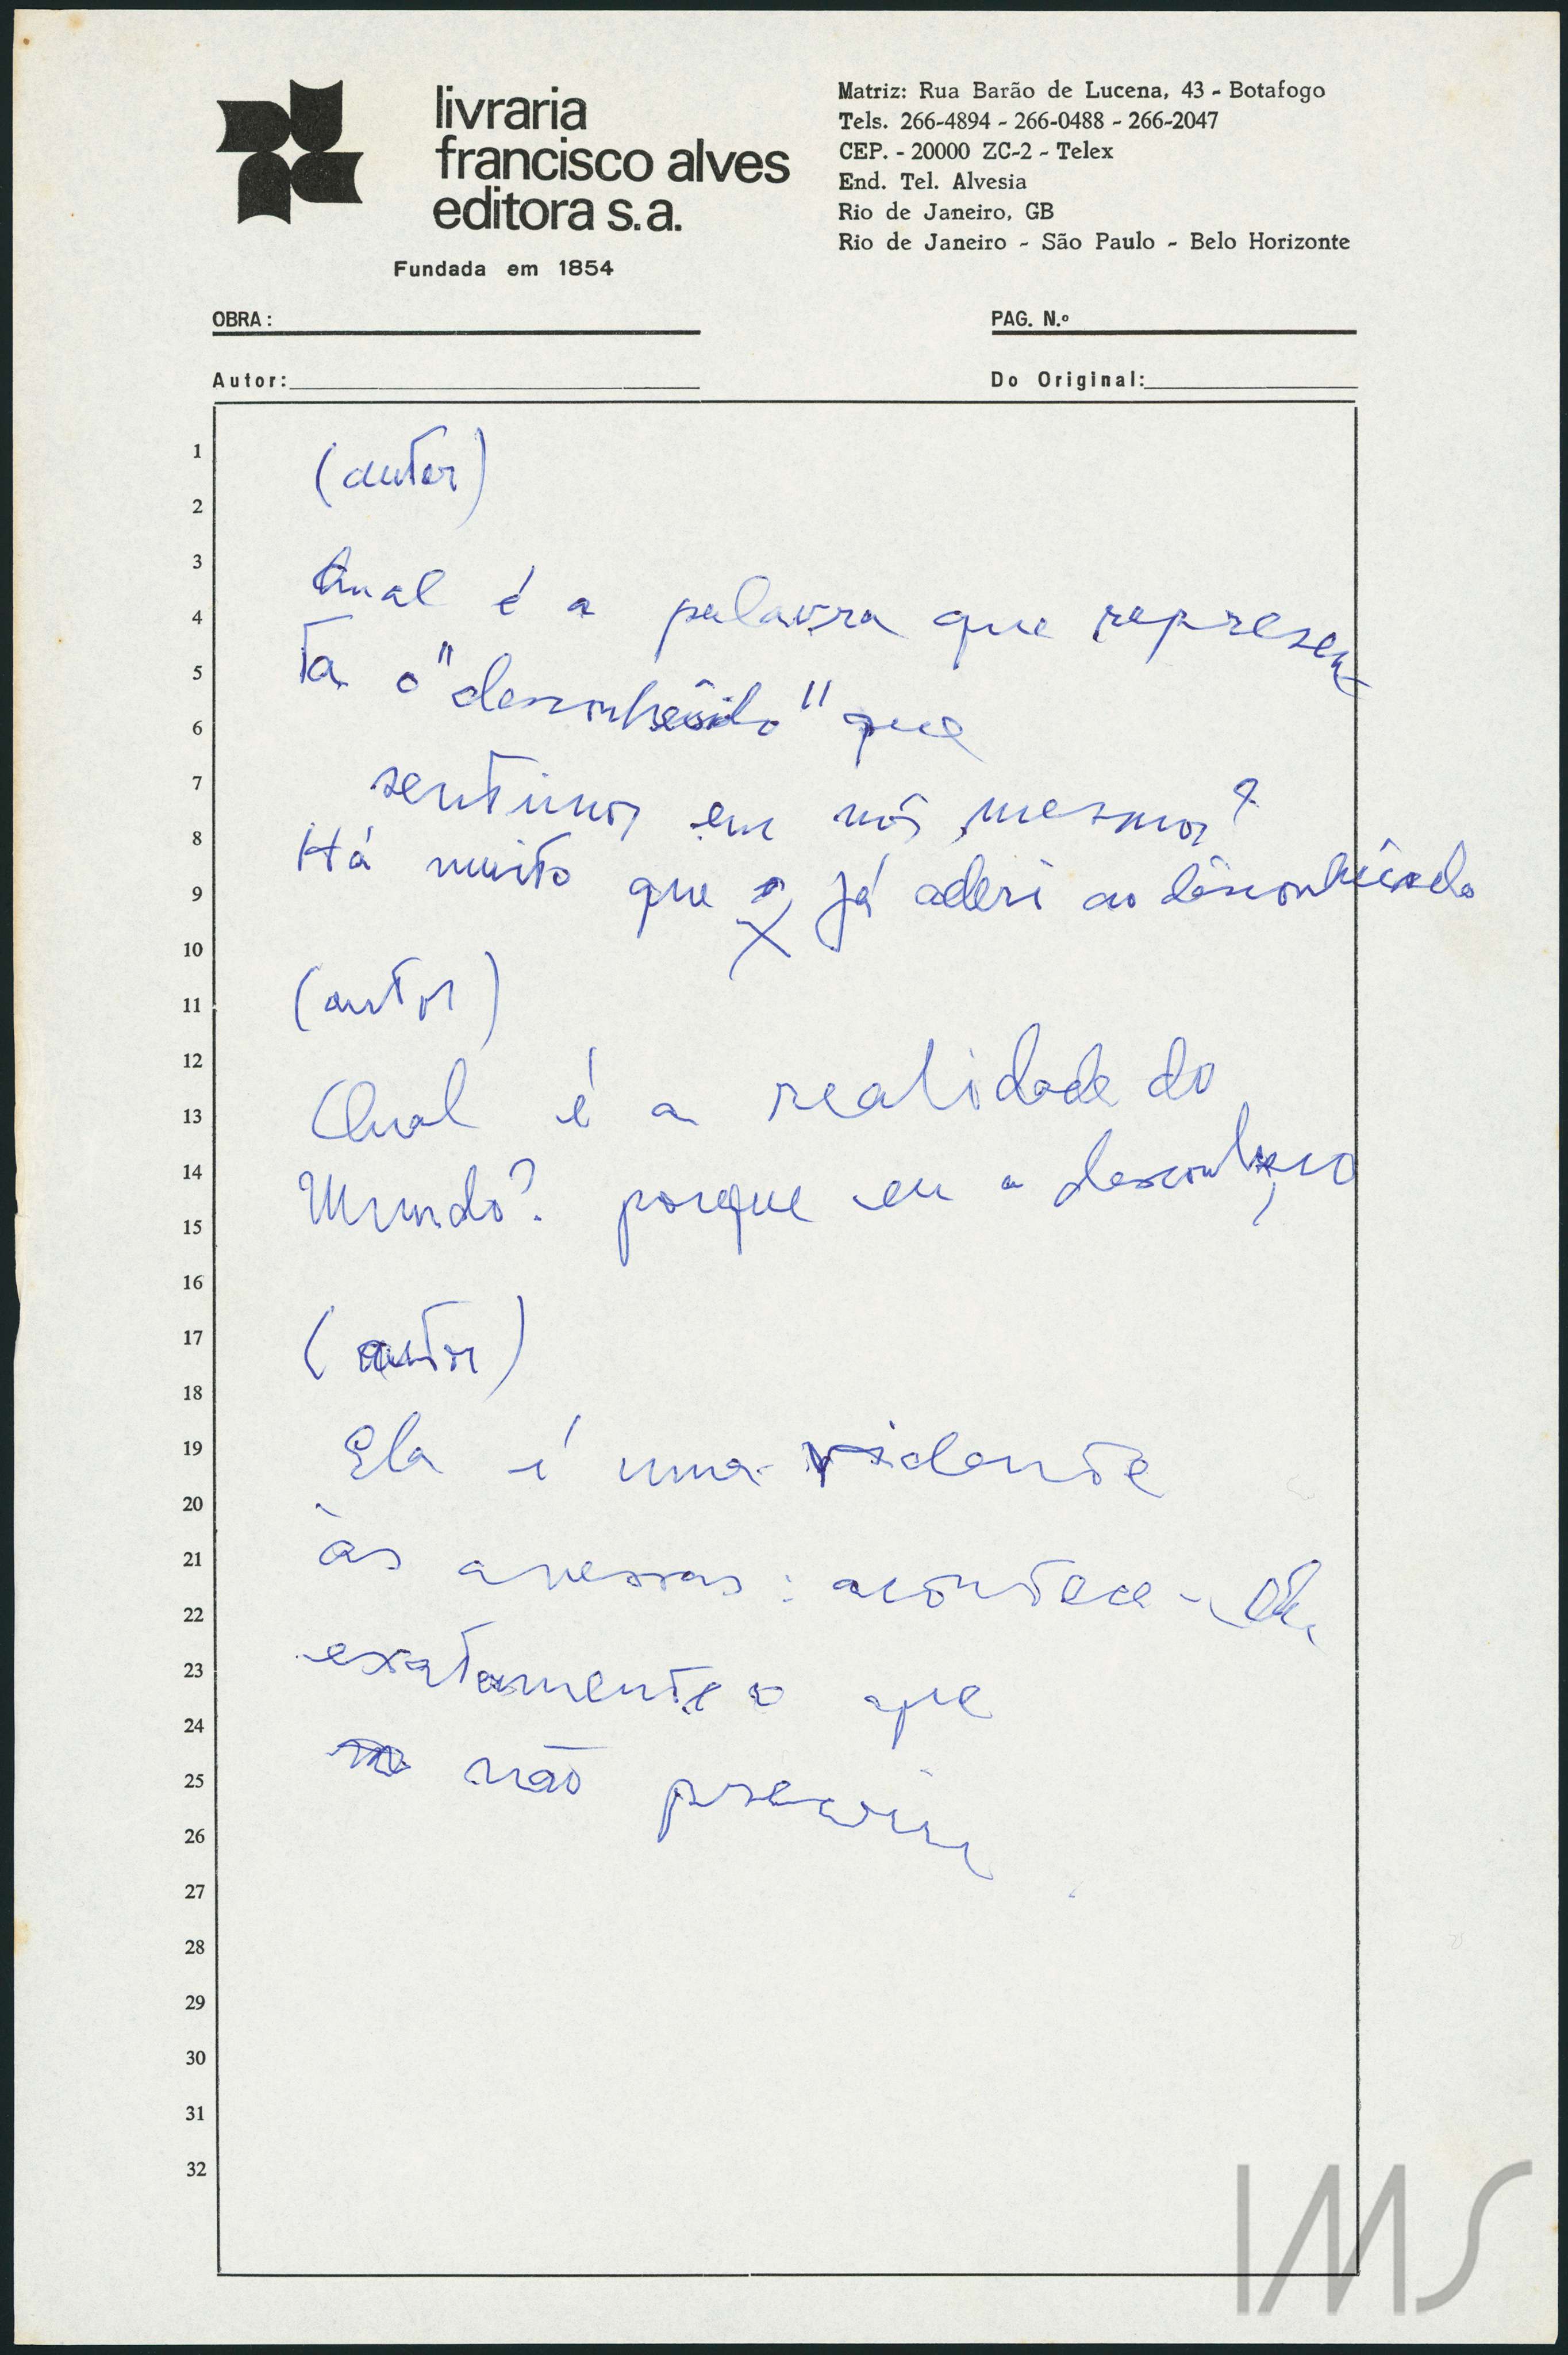 livraria
francisco alves
editora s.a.
Fundada em 1854
Matriz: Rua Barão de Lucena, 43 - Botafogo
Tels. 266-4894 - 266-0488 - 266-2047
CEP. - 20000 ZC-2 - Telex
End. Tel. Alvesia
Rio de Janeiro, GB
Rio de Janeiro - São Paulo - Belo Horizonte
OBRA:
PAG. N.º
Autor:
Do Original:
1
2
3
4
5
6
7
8
9
10
11
12
13
14
15
16
17
18
19
20
21
22
23
24
25
26
27
28
29
30
31
32
(autor)
Qual é a palavra que represen
ta o "desconhecido" que
sentimos em nós mesmos?
Há muito que já aderi ao desconhecido
(autor)
Qual é a realidade do
Mundo? porque eu a desconheço
(autor)
Ela é uma vidente
às avessas: acontece-lhe
exatamente o que
não previu
IMS